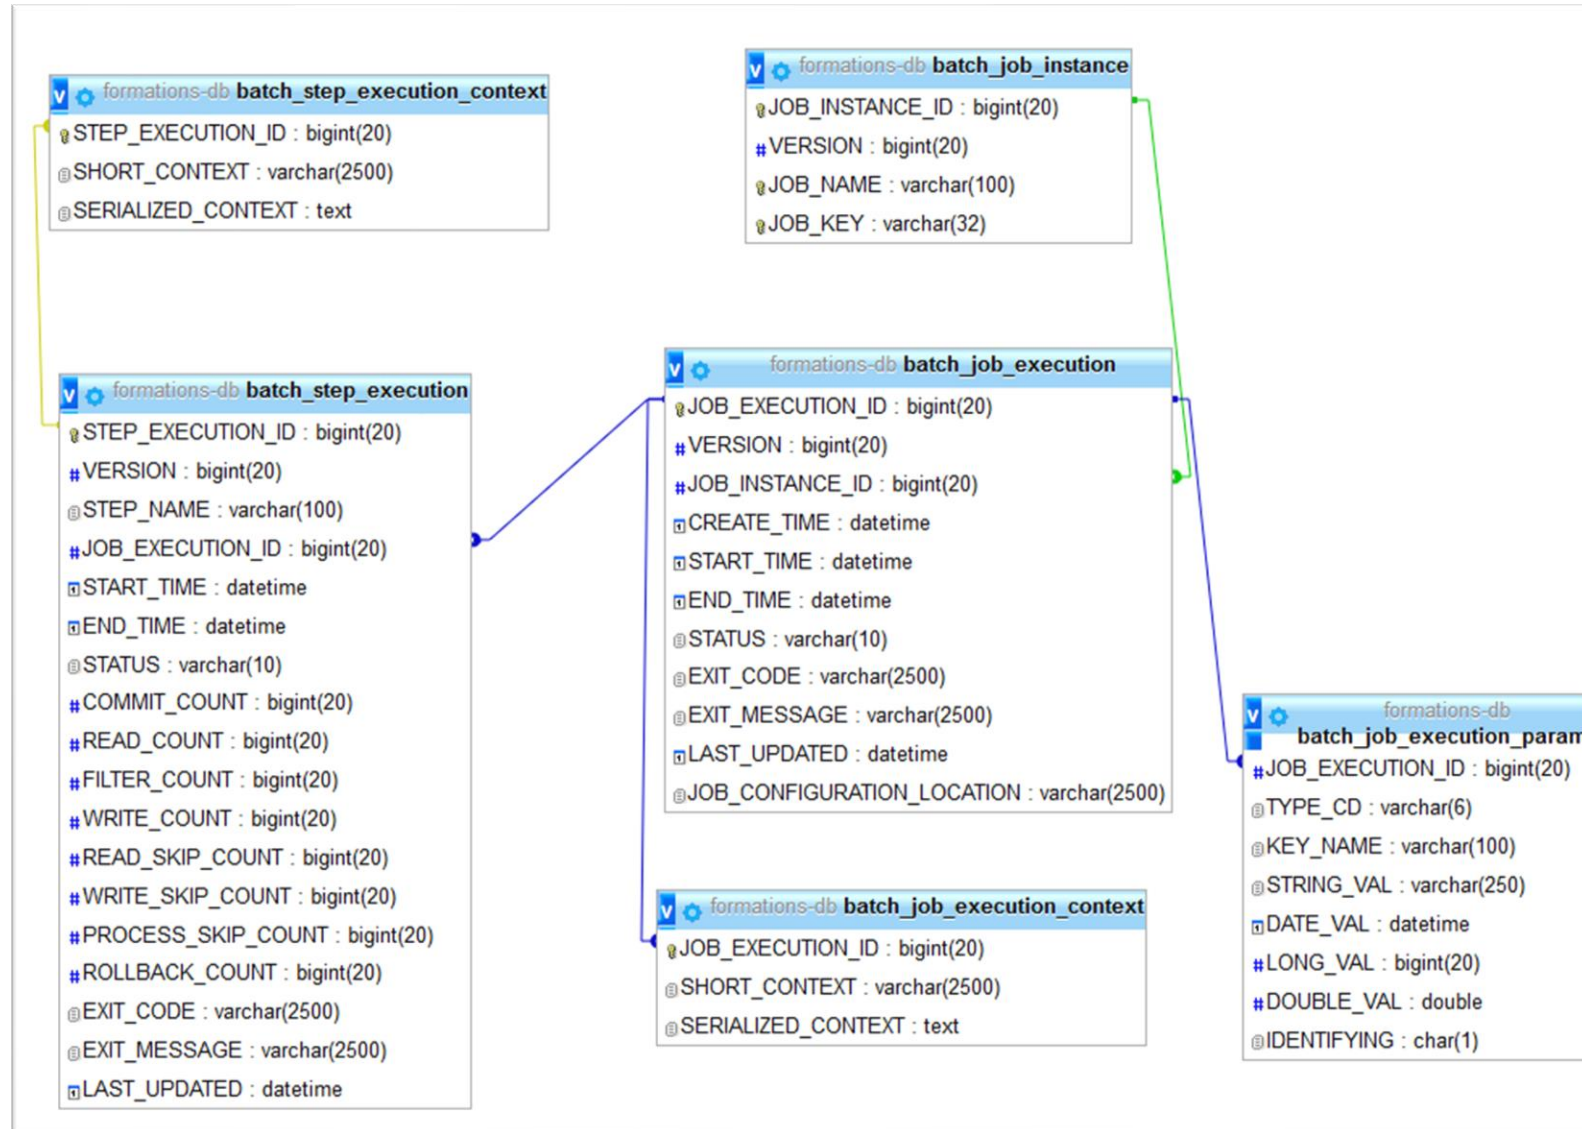 formations-db batch_step_execution_context
STEP_EXECUTION_ID : bigint(20)
SHORT_CONTEXT : varchar(2500)
SERIALIZED_CONTEXT : text
formations-db batch_job_instance
JOB_INSTANCE_ID : bigint(20)
VERSION : bigint(20)
JOB_NAME : varchar(100)
JOB_KEY : varchar(32)
formations-db batch_step_execution
STEP_EXECUTION_ID : bigint(20)
VERSION : bigint(20)
STEP_NAME : varchar(100)
JOB_EXECUTION_ID : bigint(20)
START_TIME : datetime
END_TIME : datetime
STATUS : varchar(10)
COMMIT_COUNT : bigint(20)
READ_COUNT : bigint(20)
FILTER_COUNT : bigint(20)
WRITE_COUNT : bigint(20)
READ_SKIP_COUNT : bigint(20)
WRITE_SKIP_COUNT : bigint(20)
PROCESS_SKIP_COUNT : bigint(20)
ROLLBACK_COUNT : bigint(20)
EXIT_CODE : varchar(2500)
EXIT_MESSAGE : varchar(2500)
LAST_UPDATED : datetime
formations-db batch_job_execution
JOB_EXECUTION_ID : bigint(20)
VERSION : bigint(20)
JOB_INSTANCE_ID : bigint(20)
CREATE_TIME : datetime
START_TIME : datetime
END_TIME : datetime
STATUS : varchar(10)
EXIT_CODE : varchar(2500)
EXIT_MESSAGE : varchar(2500)
LAST_UPDATED : datetime
JOB_CONFIGURATION_LOCATION : varchar(2500)
formations-db batch_job_execution_context
JOB_EXECUTION_ID : bigint(20)
SHORT_CONTEXT : varchar(2500)
SERIALIZED_CONTEXT : text
formations-db
batch_job_execution_param
JOB_EXECUTION_ID : bigint(20)
TYPE_CD : varchar(6)
KEY_NAME : varchar(100)
STRING_VAL : varchar(250)
DATE_VAL : datetime
LONG_VAL : bigint(20)
DOUBLE_VAL : double
IDENTIFYING : char(1)